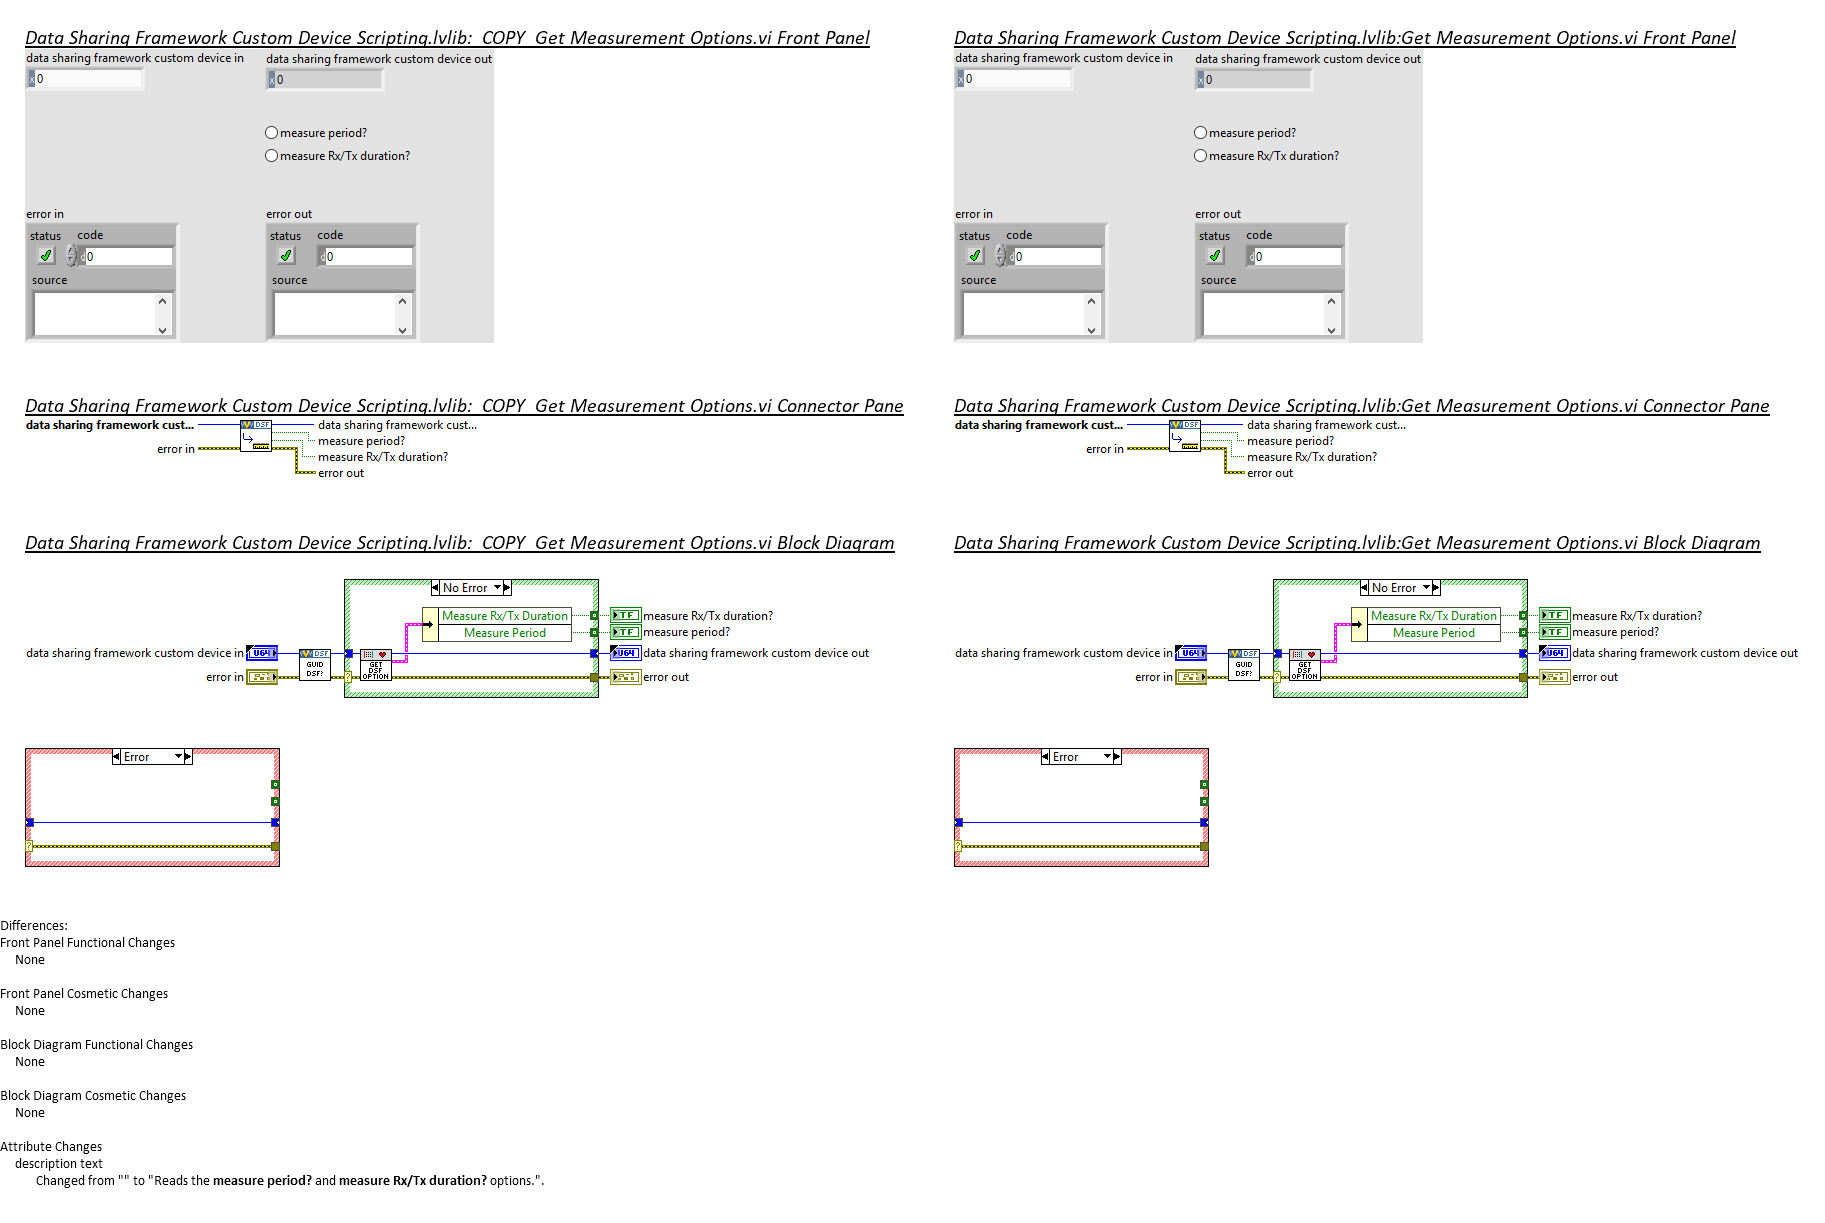 Data Sharing Framework Custom Device Scripting.lvlib:_COPY_Get Measurement Options.vi Front Panel
data sharing framework custom device in
data sharing framework custom device out
x 0
x 0
measure period?
measure Rx/Tx duration?
error in
error out
status code
status code
d 0
d 0
source
source
Data Sharing Framework Custom Device Scripting.lvlib:Get Measurement Options.vi Front Panel
data sharing framework custom device in
data sharing framework custom device out
x 0
x 0
measure period?
measure Rx/Tx duration?
error in
error out
status code
status code
d 0
d 0
source
source
Data Sharing Framework Custom Device Scripting.lvlib:_COPY_Get Measurement Options.vi Connector Pane
data sharing framework cust...
DSF
data sharing framework cust...
measure period?
error in
measure Rx/Tx duration?
error out
Data Sharing Framework Custom Device Scripting.lvlib:Get Measurement Options.vi Connector Pane
data sharing framework cust...
DSF
data sharing framework cust...
measure period?
error in
measure Rx/Tx duration?
error out
Data Sharing Framework Custom Device Scripting.lvlib:_COPY_Get Measurement Options.vi Block Diagram
No Error
Measure Rx/Tx Duration
TF
measure Rx/Tx duration?
Measure Period
TF
measure period?
data sharing framework custom device in
U64
DSF
GUID
DSF?
GET
DSF
OPTION
U64
data sharing framework custom device out
error in
?
error out
Error
?
Data Sharing Framework Custom Device Scripting.lvlib:Get Measurement Options.vi Block Diagram
No Error
Measure Rx/Tx Duration
TF
measure Rx/Tx duration?
Measure Period
TF
measure period?
data sharing framework custom device in
U64
DSF
GUID
DSF?
GET
DSF
OPTION
U64
data sharing framework custom device out
error in
?
error out
Error
?
Differences:
Front Panel Functional Changes
None
Front Panel Cosmetic Changes
None
Block Diagram Functional Changes
None
Block Diagram Cosmetic Changes
None
Attribute Changes
description text
Changed from "" to "Reads the measure period? and measure Rx/Tx duration? options.".